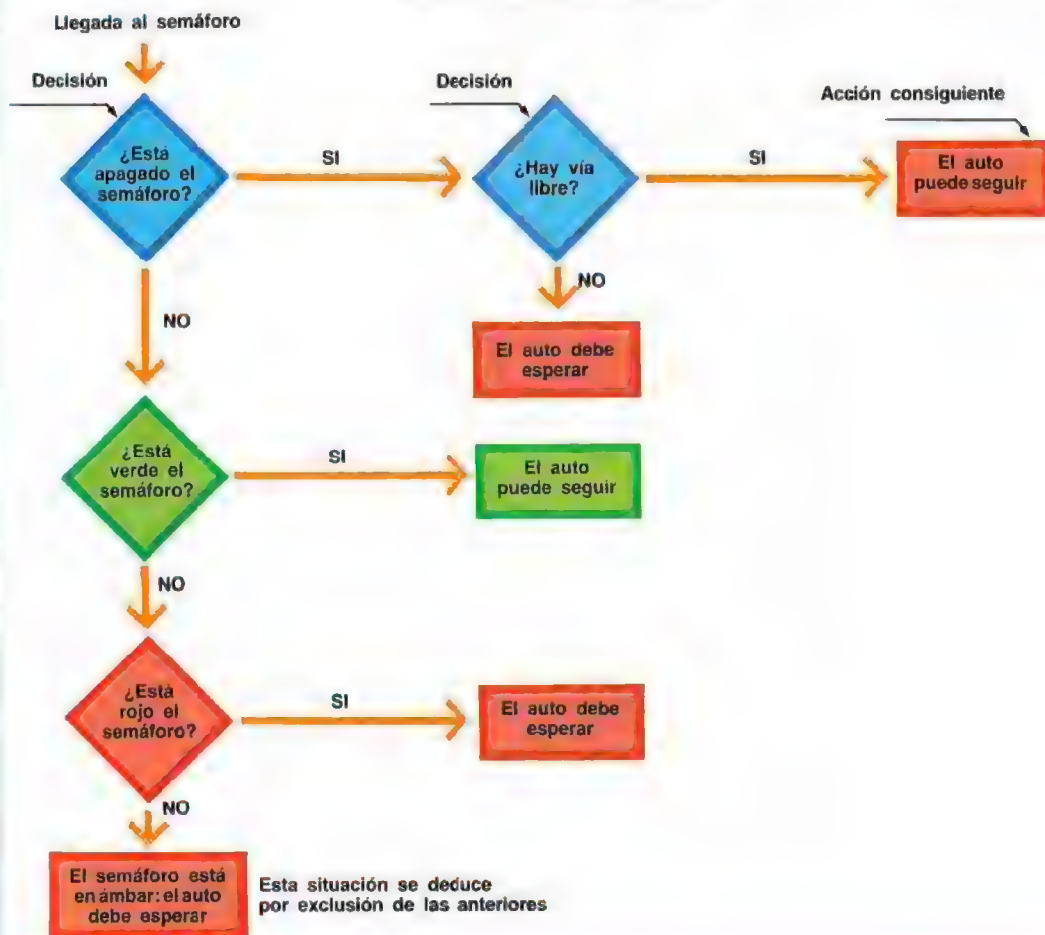 Llegada al semáforo
Decisión
Decisión
Acción consiguiente
¿Está
apagado el
semáforo?
SI
¿Hay vía
libre?
SI
El auto
puede seguir
NO
NO
El auto debe
esperar
¿Está
verde el
semáforo?
SI
El auto
puede seguir
NO
¿Está
rojo el
semáforo?
SI
El auto debe
esperar
NO
El semáforo está
en ámbar: el auto
debe esperar
Esta situación se deduce
por exclusión de las anteriores